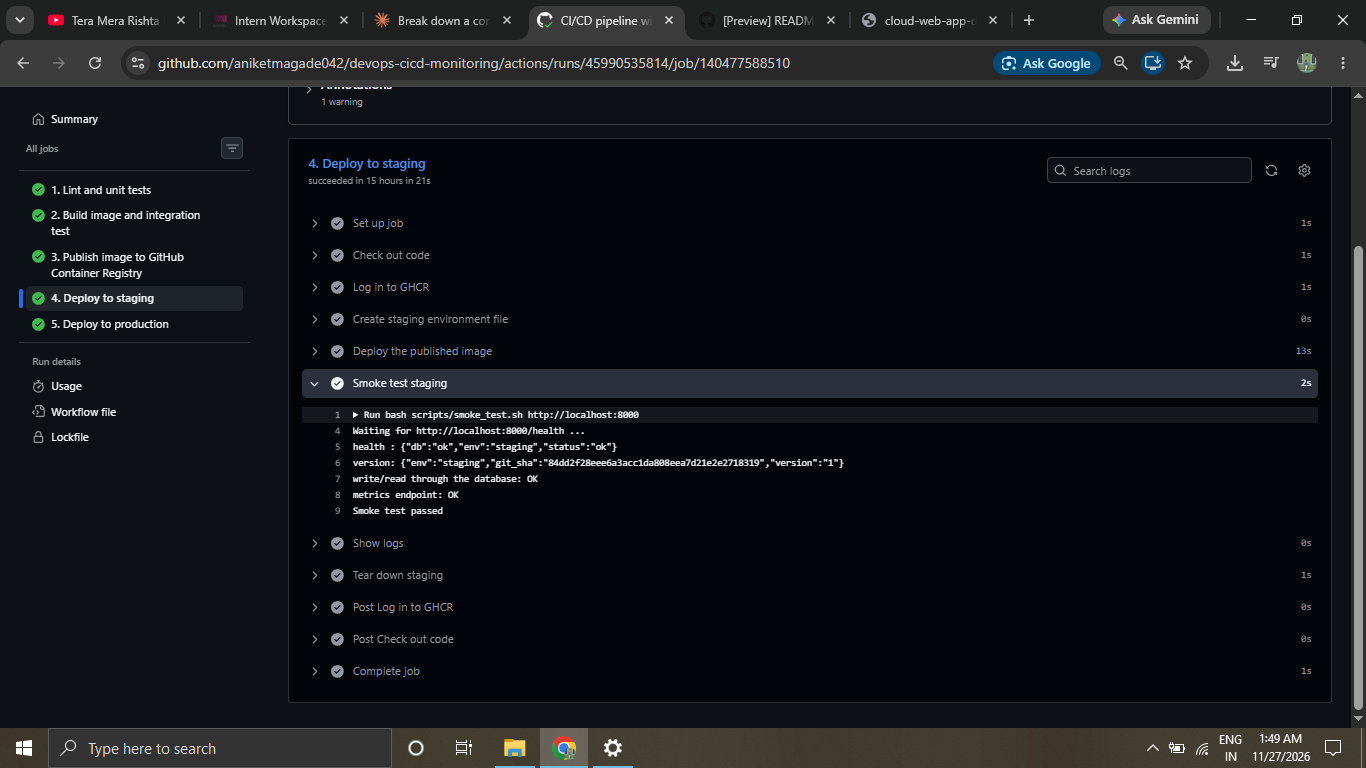 Tera Mera Rishta
Intern Workspace
Break down a cor
CI/CD pipeline wi
[Preview] READM
cloud-web-app-c
Ask Gemini
github.com/aniketmagade042/devops-cicd-monitoring/actions/runs/45990535814/job/140477588510
Ask Google
Annotations
1 warning
Summary
All jobs
1. Lint and unit tests
2. Build image and integration
test
3. Publish image to GitHub
Container Registry
4. Deploy to staging
5. Deploy to production
Run details
Usage
Workflow file
Lockfile
4. Deploy to staging
succeeded in 15 hours in 21s
Search logs
Set up job 1s
Check out code 1s
Log in to GHCR 1s
Create staging environment file 0s
Deploy the published image 13s
Smoke test staging 2s
1 Run bash scripts/smoke_test.sh http://localhost:8000
4 Waiting for http://localhost:8000/health ...
5 health : {"db":"ok","env":"staging","status":"ok"}
6 version: {"env":"staging","git_sha":"84dd2f28eee6a3acc1da808eea7d21e2e2718319","version":"1"}
7 write/read through the database: OK
8 metrics endpoint: OK
9 Smoke test passed
Show logs 0s
Tear down staging 1s
Post Log in to GHCR 0s
Post Check out code 0s
Complete job 1s
Type here to search
ENG
IN
1:49 AM
11/27/2026